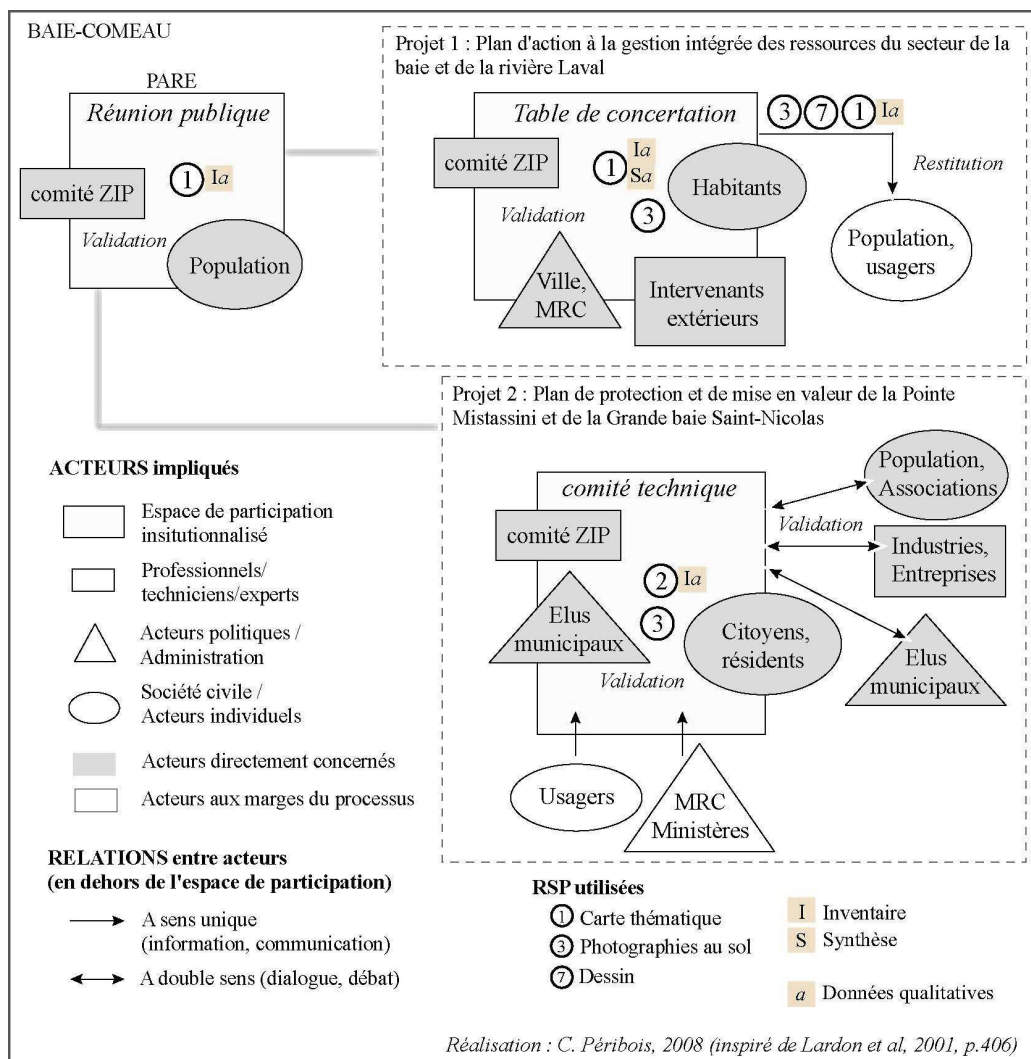 BAIE-COMEAU
PARE
Réunion publique
1 Ia
comité ZIP
Validation
Population
Projet 1 : Plan d'action à la gestion intégrée des ressources du secteur de la
baie et de la rivière Laval
Table de concertation
3 7 1 Ia
comité ZIP
1 Ia
Sa
3
Habitants
Restitution
Validation
Ville,
MRC
Intervenants
extérieurs
Population,
usagers
Projet 2 : Plan de protection et de mise en valeur de la Pointe
Mistassini et de la Grande baie Saint-Nicolas
comité technique
comité ZIP
2 Ia
3
Elus
municipaux
Citoyens,
résidents
Validation
Population,
Associations
Validation
Industries,
Entreprises
Elus
municipaux
Usagers
MRC
Ministères
ACTEURS impliqués
Espace de participation
insitutionnalisé
Professionnels/
techniciens/experts
Acteurs politiques /
Administration
Société civile /
Acteurs individuels
Acteurs directement concernés
Acteurs aux marges du processus
RELATIONS entre acteurs
(en dehors de l'espace de participation)
A sens unique
(information, communication)
A double sens (dialogue, débat)
RSP utilisées
1 Carte thématique
3 Photographies au sol
7 Dessin
I Inventaire
S Synthèse
a Données qualitatives
Réalisation : C. Péribois, 2008 (inspiré de Lardon et al, 2001, p.406)